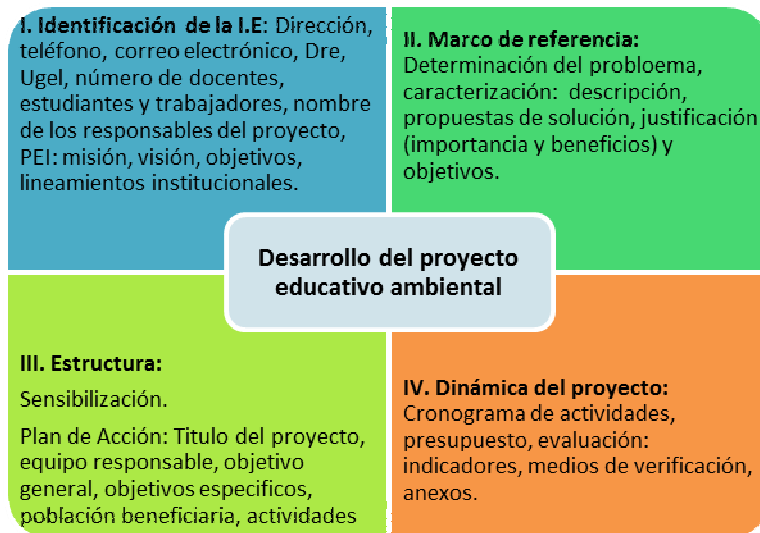 I. Identificación de la I.E: Dirección,
teléfono, correo electrónico, Dre,
Ugel, número de docentes,
estudiantes y trabajadores, nombre
de los responsables del proyecto,
PEI: misión, visión, objetivos,
lineamientos institucionales.
II. Marco de referencia:
Determinación del probloema,
caracterización: descripción,
propuestas de solución, justificación
(importancia y beneficios) y
objetivos.
Desarrollo del proyecto
educativo ambiental
III. Estructura:
Sensibilización.
Plan de Acción: Titulo del proyecto,
equipo responsable, objetivo
general, objetivos especificos,
población beneficiaria, actividades
IV. Dinámica del proyecto:
Cronograma de actividades,
presupuesto, evaluación:
indicadores, medios de verificación,
anexos.